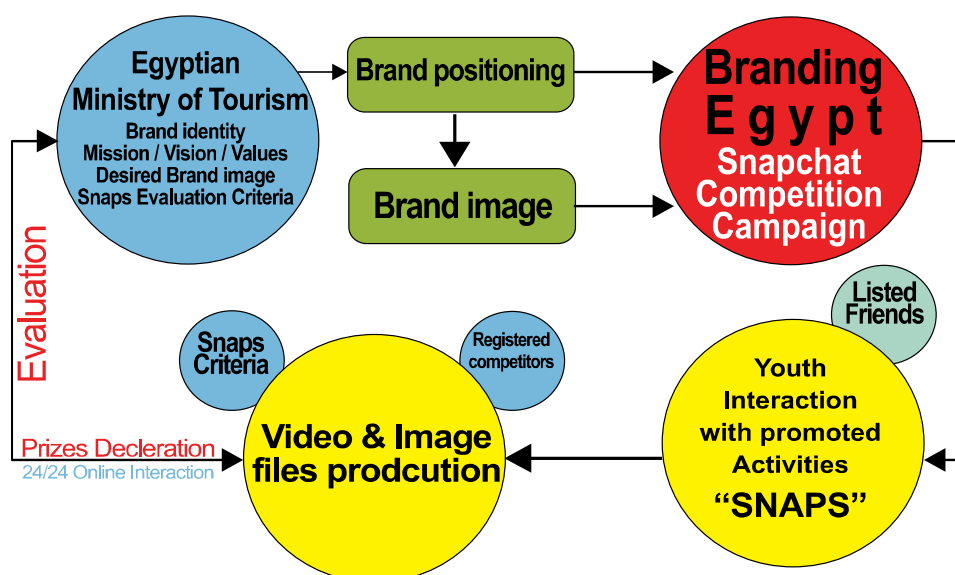 Egyptian
Ministry of Tourism
Brand identity
Mission / Vision / Values
Desired Brand image
Snaps Evaluation Criteria
Brand positioning
Brand image
Branding
Egypt
Snapchat
Competition
Campaign
Listed
Friends
Youth
Interaction
with promoted
Activities
“SNAPS”
Registered
competitors
Snaps
Criteria
Video & Image
files prodcution
Evaluation
Prizes Decleration
24/24 Online Interaction